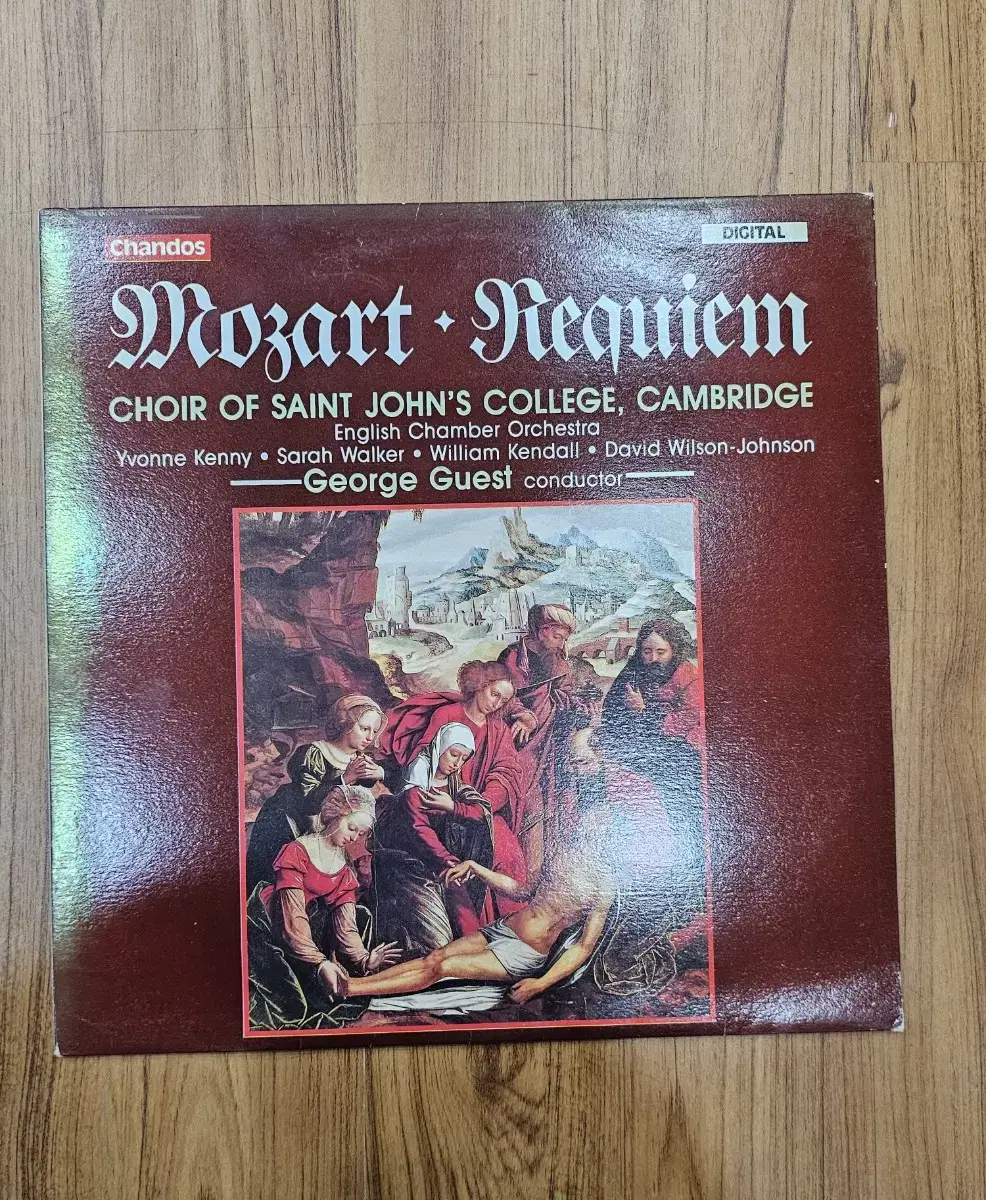 Chandos
DIGITAL
Mozart · Requiem
CHOIR OF SAINT JOHN'S COLLEGE, CAMBRIDGE
English Chamber Orchestra
Yvonne Kenny • Sarah Walker • William Kendall • David Wilson-Johnson
George Guest conductor